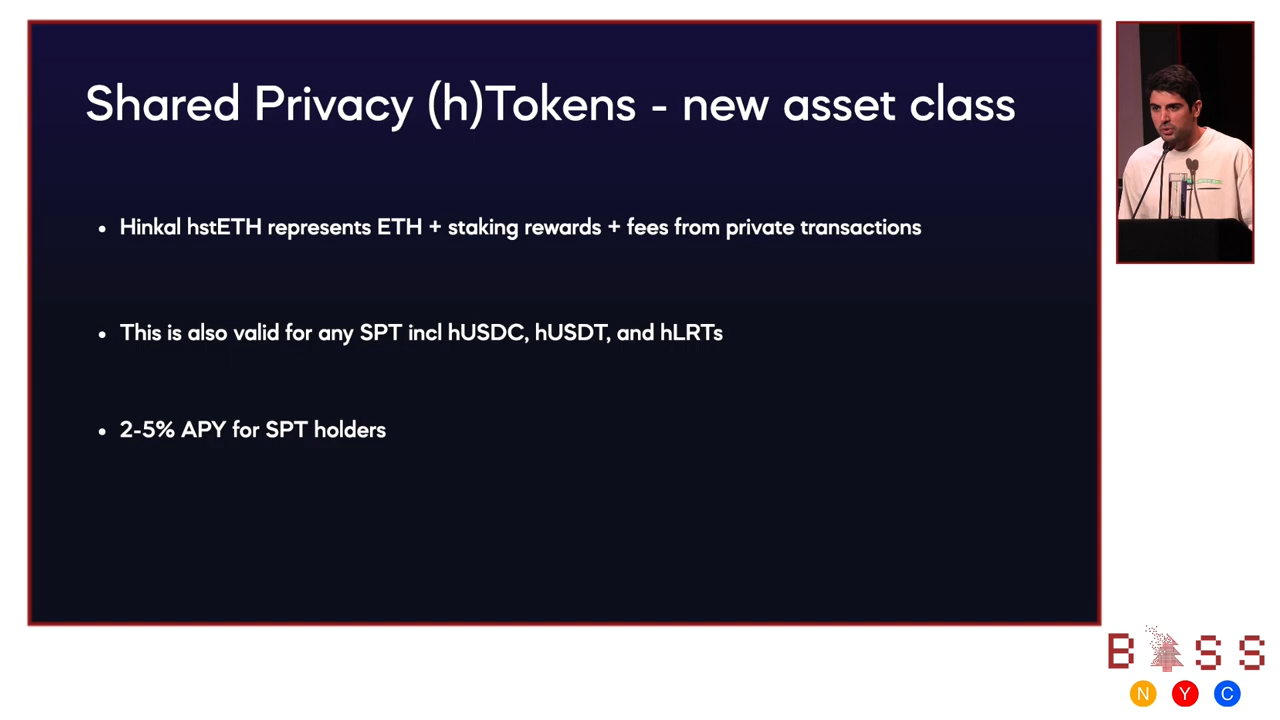 Shared Privacy (h)Tokens - new asset class
• Hinkal hstETH represents ETH + staking rewards + fees from private transactions
• This is also valid for any SPT incl hUSDC, hUSDT, and hLRTs
• 2-5% APY for SPT holders
B SS
N Y C